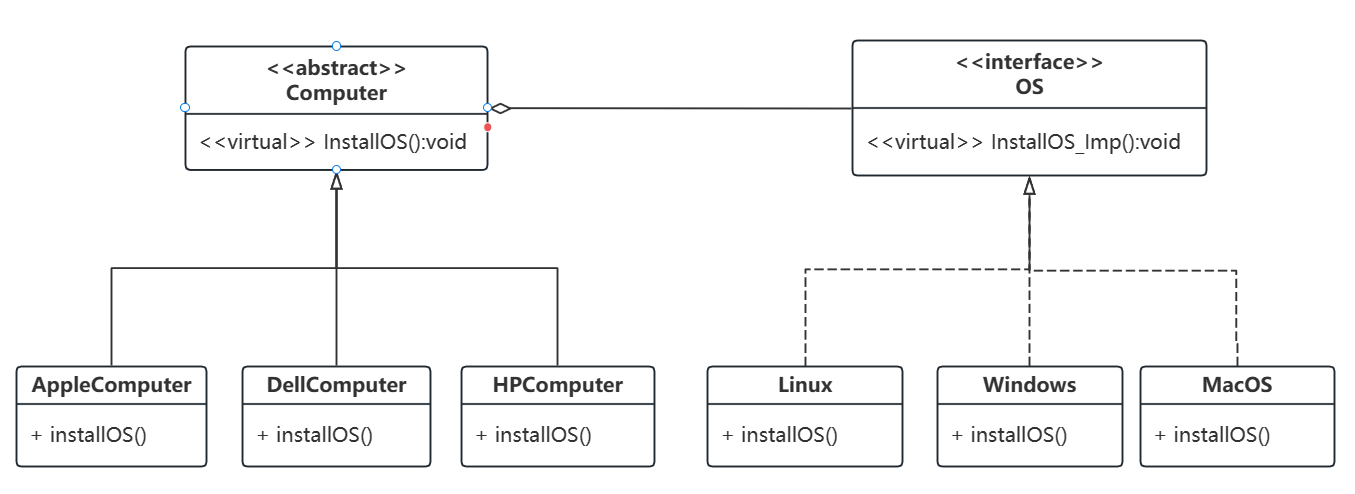 <<abstract>>
Computer
<<virtual>> InstallOS():void
<<interface>>
OS
<<virtual>> InstallOS_Imp():void
AppleComputer
+ installOS()
DellComputer
+ installOS()
HPComputer
+ installOS()
Linux
+ installOS()
Windows
+ installOS()
MacOS
+ installOS()